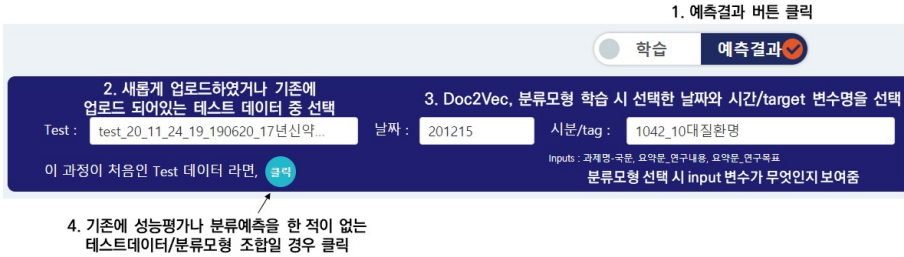 1. 예측결과 버튼 클릭
학습 예측결과
2. 새롭게 업로드하였거나 기존에
업로드 되어있는 테스트 데이터 중 선택
3. Doc2Vec, 분류모형 학습 시 선택한 날짜와 시간/target 변수명을 선택
Test : test_20_11_24_19_190620_17년신약... 날짜 : 201215 시분/tag : 1042_10대질환명
Inputs : 과제명-국문, 요약문_연구내용, 요약문_연구목표
이 과정이 처음인 Test 데이터 라면, 클릭
분류모형 선택 시 input 변수가 무엇인지 보여줌
4. 기존에 성능평가나 분류예측을 한 적이 없는
테스트데이터/분류모형 조합일 경우 클릭